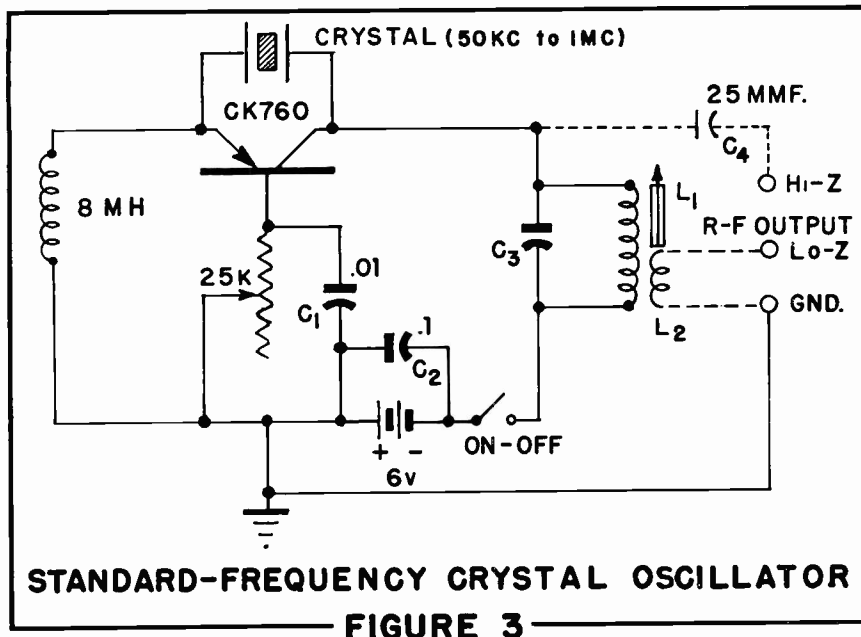 CRYSTAL (50KC to 1MC)
CK760
25 MMF.
C4
HI-Z
8 MH
L1
R-F OUTPUT
C3
LO-Z
25K
.01
C1
.1
C2
L2
GND.
+ -
ON-OFF
6V
STANDARD-FREQUENCY CRYSTAL OSCILLATOR
FIGURE 3